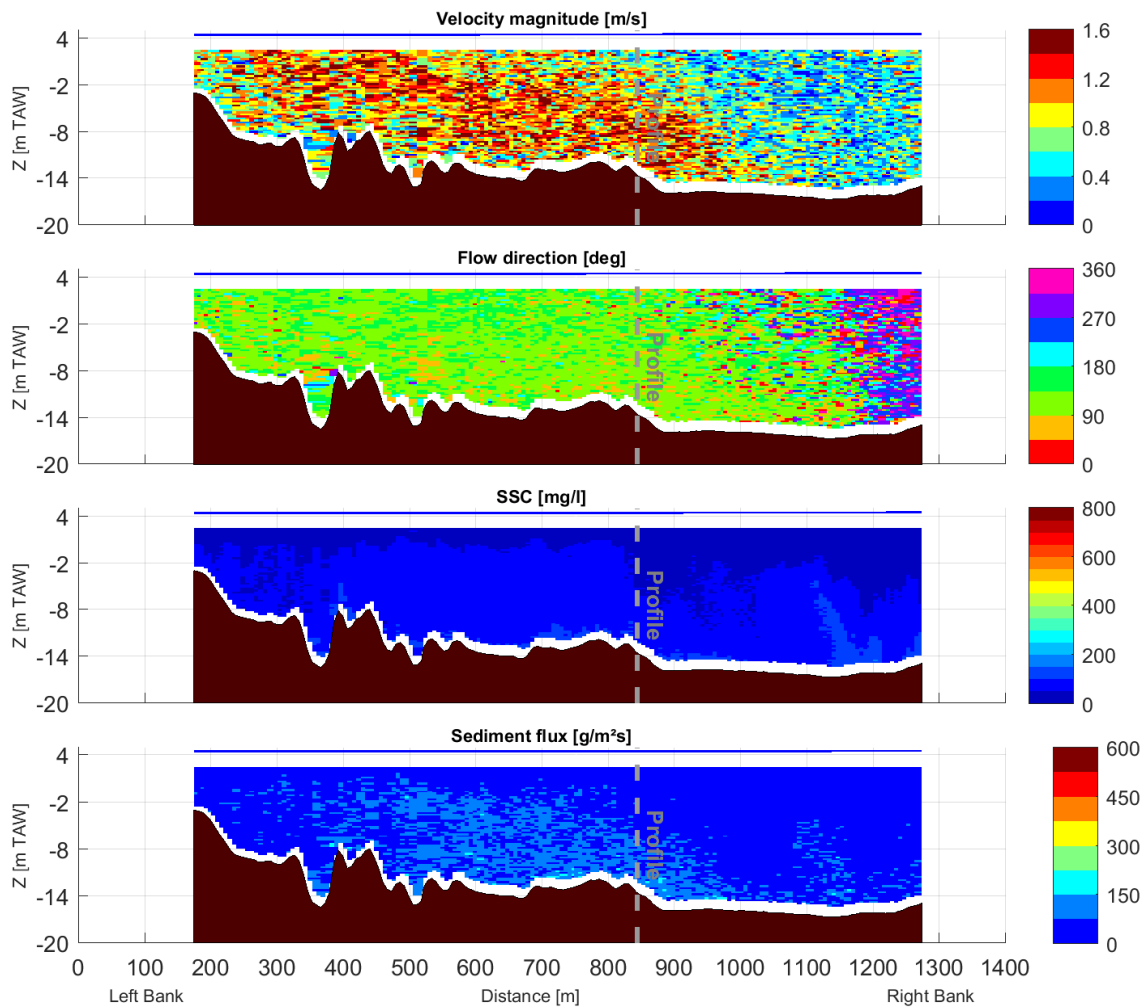 Velocity magnitude [m/s]
4
-2
-8
-14
-20
Z [m TAW]
Profile
1.6
1.2
0.8
0.4
0
Flow direction [deg]
4
-2
-8
-14
-20
Z [m TAW]
Profile
360
270
180
90
0
SSC [mg/l]
4
-2
-8
-14
-20
Z [m TAW]
Profile
800
600
400
200
0
Sediment flux [g/m²s]
4
-2
-8
-14
-20
Z [m TAW]
Profile
600
450
300
150
0
0 100 200 300 400 500 600 700 800 900 1000 1100 1200 1300 1400
Left Bank Distance [m] Right Bank